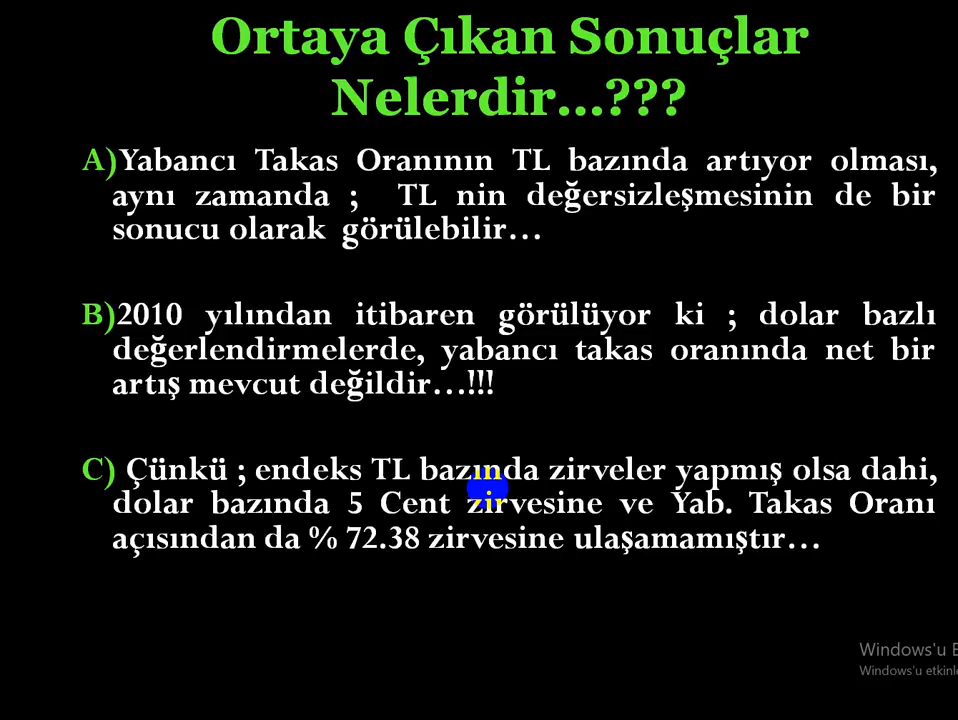 Ortaya Çıkan Sonuçlar
Nelerdir...???
A)Yabancı Takas Oranının TL bazında artıyor olması,
aynı zamanda ; TL nin değersizleşmesinin de bir
sonucu olarak görülebilir...
B)2010 yılından itibaren görülüyor ki ; dolar bazlı
değerlendirmelerde, yabancı takas oranında net bir
artış mevcut değildir...!!!
C) Çünkü ; endeks TL bazında zirveler yapmış olsa dahi,
dolar bazında 5 Cent zirvesine ve Yab. Takas Oranı
açısından da % 72.38 zirvesine ulaşamamıştır...
Windows'u
Windows'u